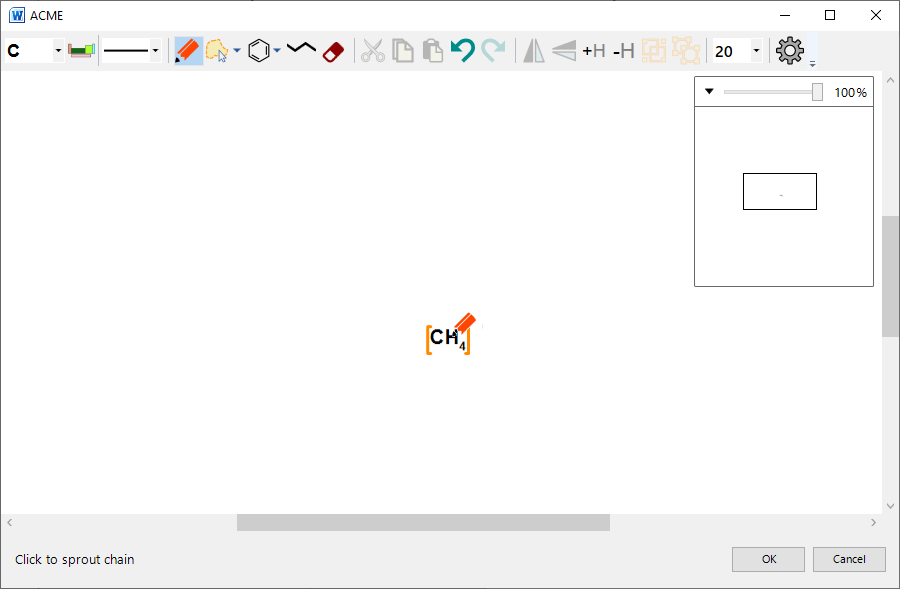 ACME
C
+H -H
20
100%
[CH4]
Click to sprout chain
OK
Cancel